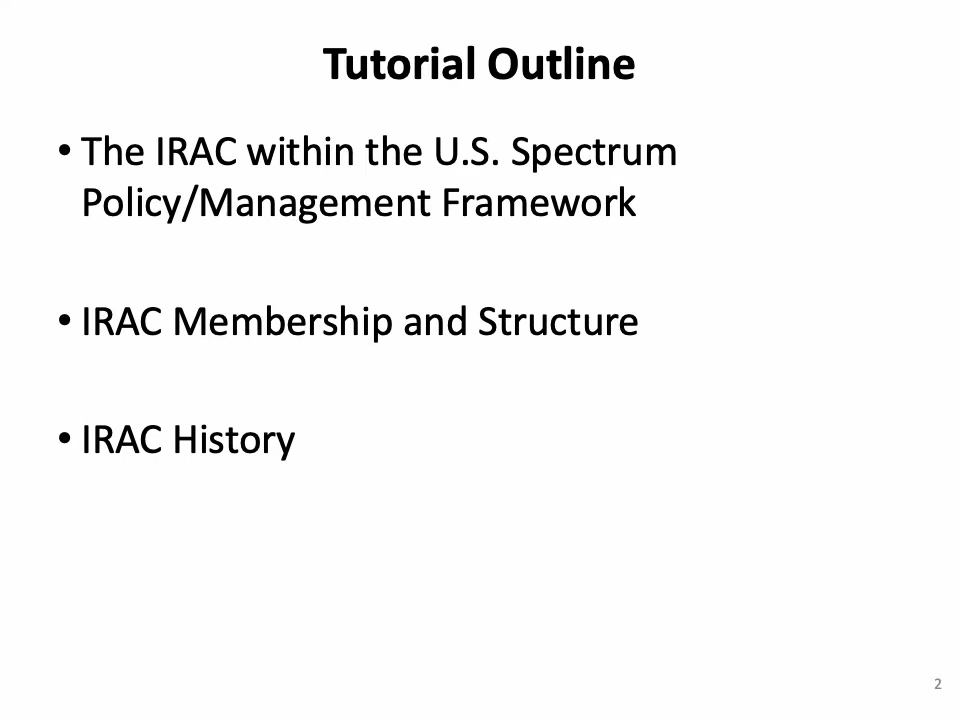 Tutorial Outline
• The IRAC within the U.S. Spectrum
Policy/Management Framework
• IRAC Membership and Structure
• IRAC History
2